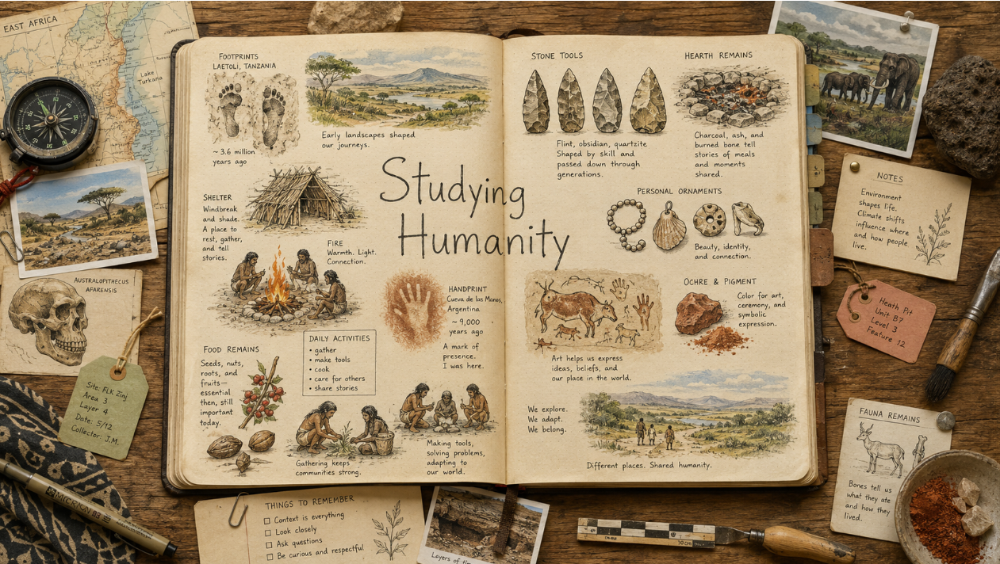 EAST AFRICA
Lake
Turkana
AUSTRALOPITHECUS
AFARENSIS
Site: FLK Zinj
Area 3
Layer 4
Date: 5/12
Collector: J.M.
FOOTPRINTS
LAETOLI, TANZANIA
~ 3.6 million
years ago
Early landscapes shaped
our journeys.
SHELTER
Windbreak
and shade.
A place to
rest, gather,
and tell
stories.
FIRE
Warmth. Light.
Connection.
Studying
Humanity
HANDPRINT
Cueva de las Manos,
Argentina
~ 9,000
years ago
A mark of
presence.
I was here.
FOOD REMAINS
Seeds, nuts,
roots, and
fruits—
essential
then, still
important
today.
DAILY ACTIVITIES
• gather
• make tools
• cook
• care for others
• share stories
Gathering keeps
communities strong.
Making tools,
solving problems,
adapting to
our world.
STONE TOOLS
Flint, obsidian, quartzite
Shaped by skill and
passed down through
generations.
HEARTH REMAINS
Charcoal, ash, and
burned bone tell
stories of meals
and moments
shared.
PERSONAL ORNAMENTS
Beauty, identity,
and connection.
OCHRE & PIGMENT
Color for art,
ceremony, and
symbolic
expression.
Art helps us express
ideas, beliefs, and
our place in the world.
We explore.
We adapt.
We belong.
Different places. Shared humanity.
NOTES
Environment
shapes life.
Climate shifts
influence where
and how people
live.
Heath Pit
Unit B7
Level 3
Feature 12
FAUNA REMAINS
Bones tell us
what they ate
and how they
lived.
THINGS TO REMEMBER
Context is everything
Look closely
Ask questions
Be curious and respectful
Layers of
10 cm